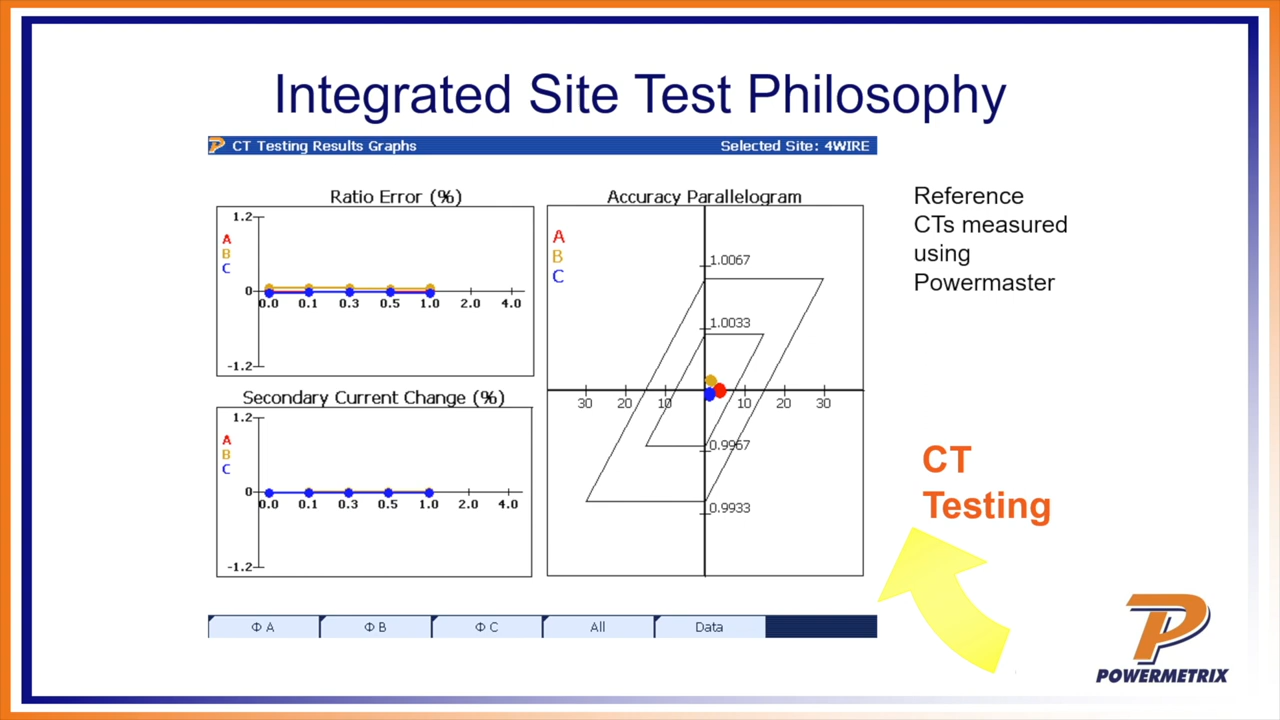 Integrated Site Test Philosophy
CT Testing Results Graphs
Selected Site: 4WIRE
Ratio Error (%)
1.2
A
B
C
0
0.0 0.1 0.3 0.5 1.0 2.0 4.0
-1.2
Secondary Current Change (%)
1.2
A
B
C
0
0.0 0.1 0.3 0.5 1.0 2.0 4.0
-1.2
Accuracy Parallelogram
A
B
C
1.0067
1.0033
30 20 10 10 20 30
0.9967
0.9933
Reference
CTs measured
using
Powermaster
CT
Testing
Φ A
Φ B
Φ C
All
Data
POWERMETRIX